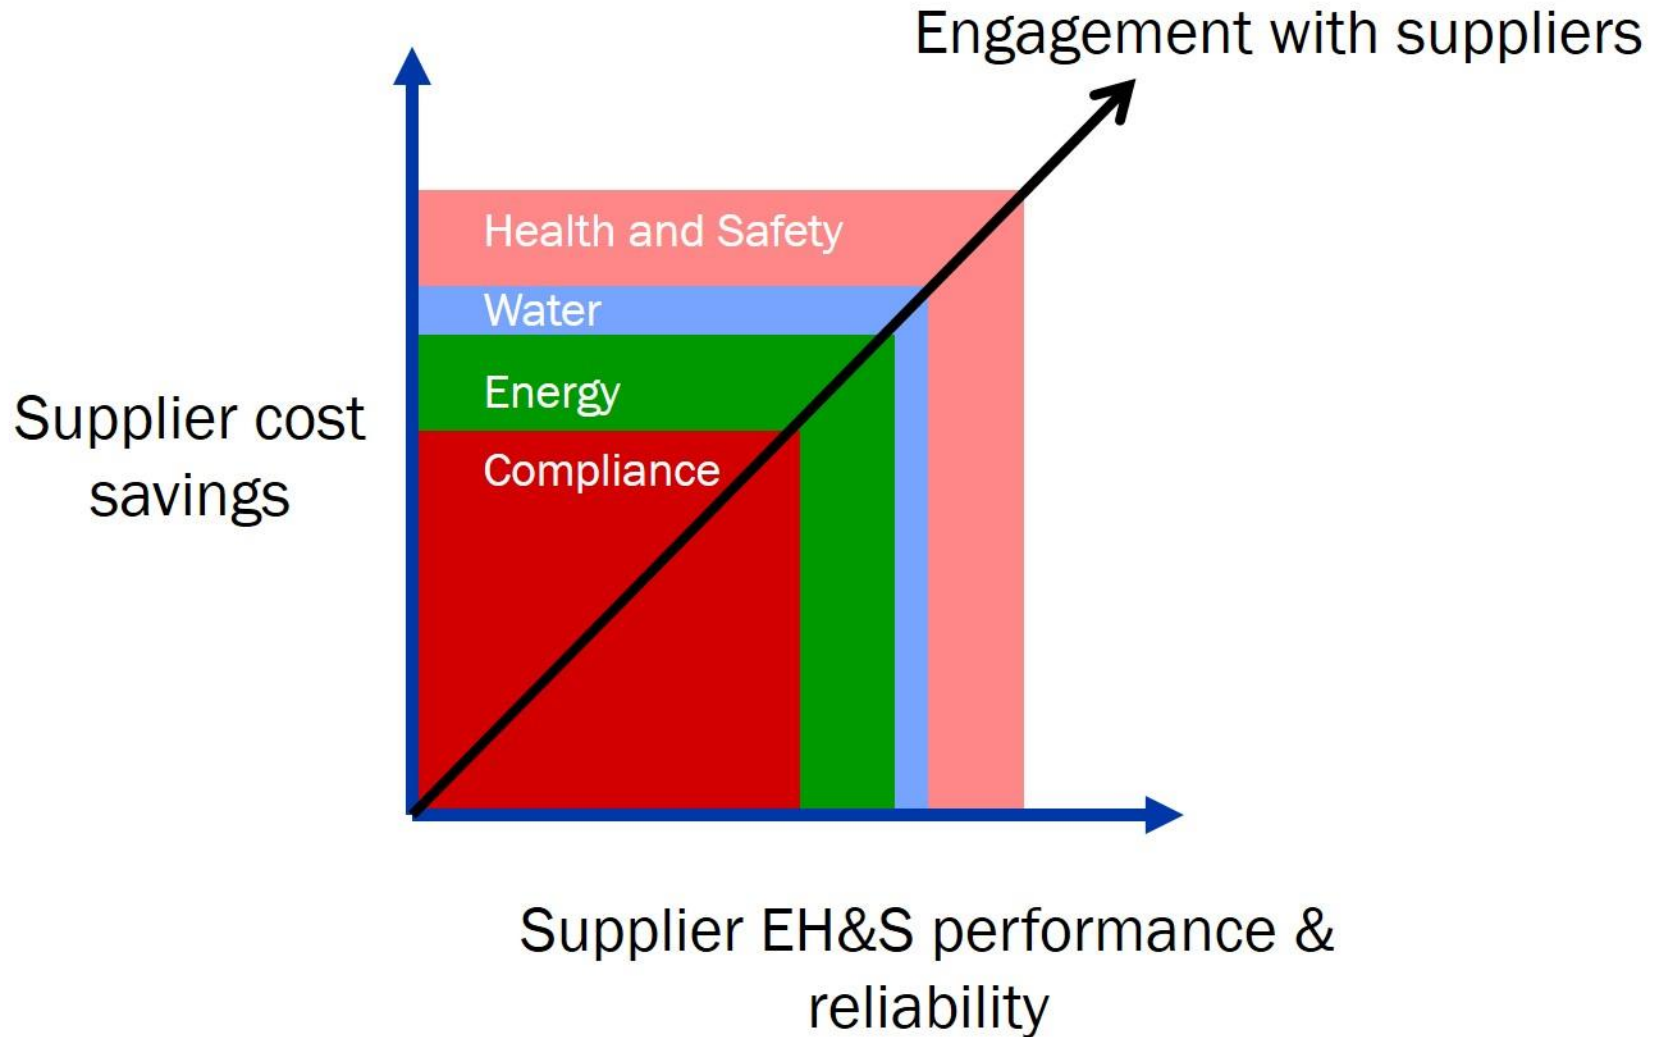 Engagement with suppliers
Health and Safety
Water
Energy
Compliance
Supplier cost
savings
Supplier EH&S performance &
reliability